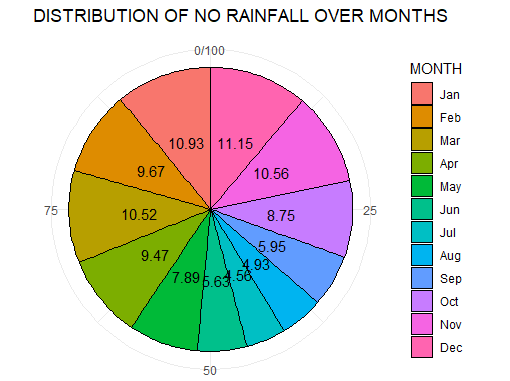 DISTRIBUTION OF NO RAINFALL OVER MONTHS
0/100
25
50
75
10.93
11.15
9.67
10.56
10.52
8.75
9.47
5.95
7.89
5.63
4.56
4.93
MONTH
Jan
Feb
Mar
Apr
May
Jun
Jul
Aug
Sep
Oct
Nov
Dec